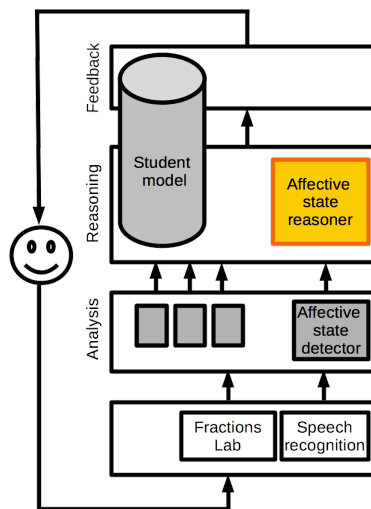 Feedback
Student
model
Reasoning
Affective
state
reasoner
Analysis
Affective
state
detector
Fractions
Lab
Speech
recognition